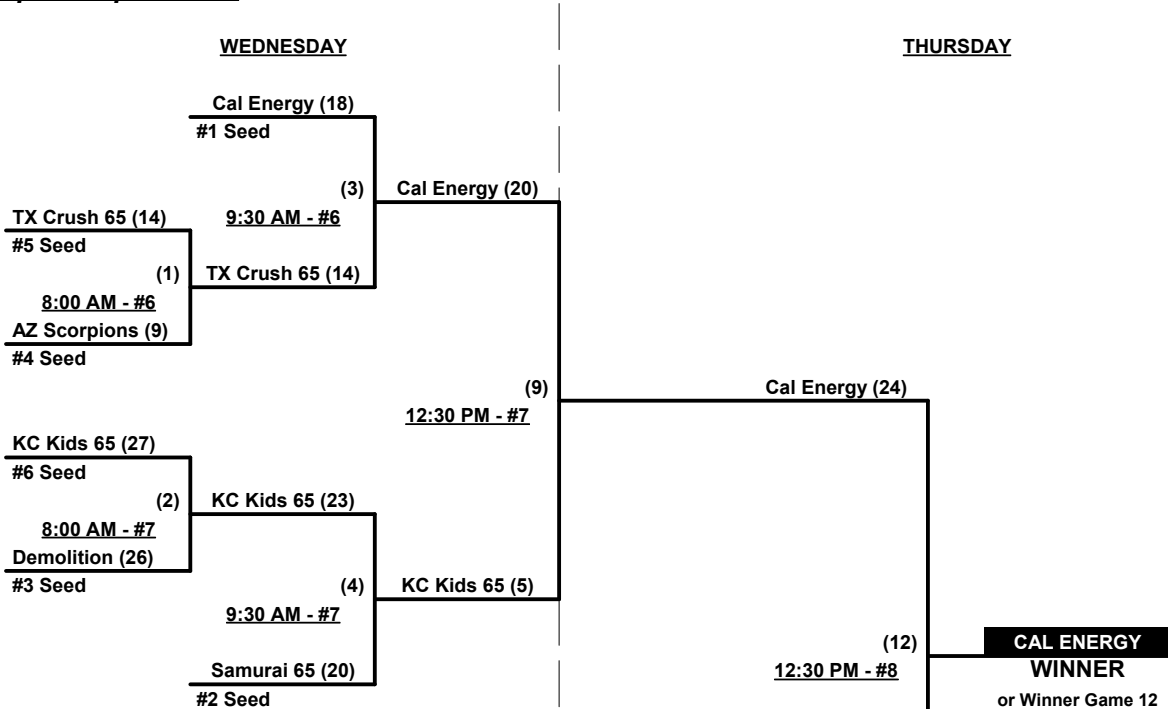 WEDNESDAY
THURSDAY
Cal Energy (18)
#1 Seed
(3)
Cal Energy (20)
9:30 AM - #6
TX Crush 65 (14)
#5 Seed
(1)
TX Crush 65 (14)
8:00 AM - #6
AZ Scorpions (9)
#4 Seed
(9)
Cal Energy (24)
12:30 PM - #7
KC Kids 65 (27)
#6 Seed
(2)
KC Kids 65 (23)
8:00 AM - #7
Demolition (26)
#3 Seed
(4)
KC Kids 65 (5)
9:30 AM - #7
(12)
CAL ENERGY
12:30 PM - #8
WINNER
Samurai 65 (20)
#2 Seed
or Winner Game 12